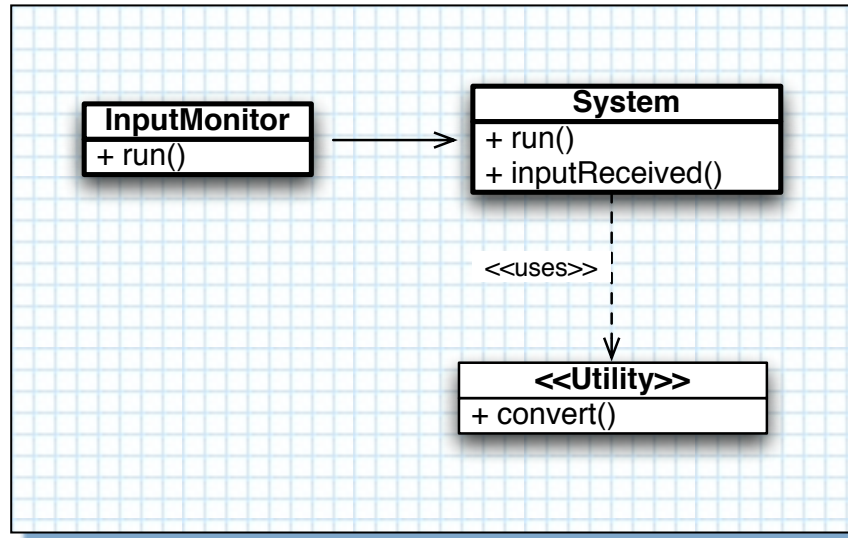 InputMonitor
+ run()
System
+ run()
+ inputReceived()
<<uses>>
<<Utility>>
+ convert()